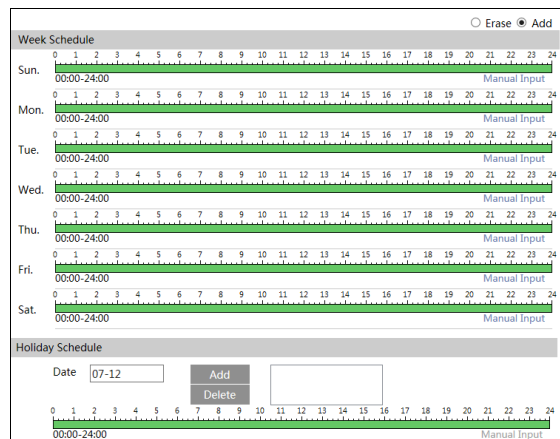 Erase Add
Week Schedule
0 1 2 3 4 5 6 7 8 9 10 11 12 13 14 15 16 17 18 19 20 21 22 23 24
Sun.
00:00-24:00 Manual Input
0 1 2 3 4 5 6 7 8 9 10 11 12 13 14 15 16 17 18 19 20 21 22 23 24
Mon.
00:00-24:00 Manual Input
0 1 2 3 4 5 6 7 8 9 10 11 12 13 14 15 16 17 18 19 20 21 22 23 24
Tue.
00:00-24:00 Manual Input
0 1 2 3 4 5 6 7 8 9 10 11 12 13 14 15 16 17 18 19 20 21 22 23 24
Wed.
00:00-24:00 Manual Input
0 1 2 3 4 5 6 7 8 9 10 11 12 13 14 15 16 17 18 19 20 21 22 23 24
Thu.
00:00-24:00 Manual Input
0 1 2 3 4 5 6 7 8 9 10 11 12 13 14 15 16 17 18 19 20 21 22 23 24
Fri.
00:00-24:00 Manual Input
0 1 2 3 4 5 6 7 8 9 10 11 12 13 14 15 16 17 18 19 20 21 22 23 24
Sat.
00:00-24:00 Manual Input
Holiday Schedule
Date 07-12 Add
Delete
0 1 2 3 4 5 6 7 8 9 10 11 12 13 14 15 16 17 18 19 20 21 22 23 24
00:00-24:00 Manual Input